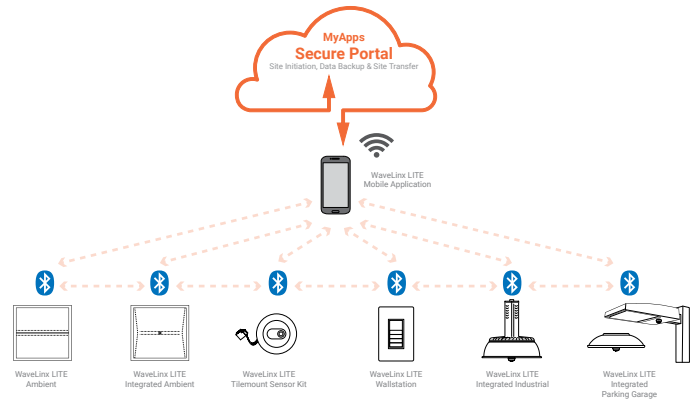 MyApps
Secure Portal
Site Initiation, Data Backup & Site Transfer
WaveLinx LITE
Mobile Application
WaveLinx LITE
Ambient
WaveLinx LITE
Integrated Ambient
WaveLinx LITE
Tilemount Sensor Kit
WaveLinx LITE
Wallstation
WaveLinx LITE
Integrated Industrial
WaveLinx LITE
Integrated
Parking Garage